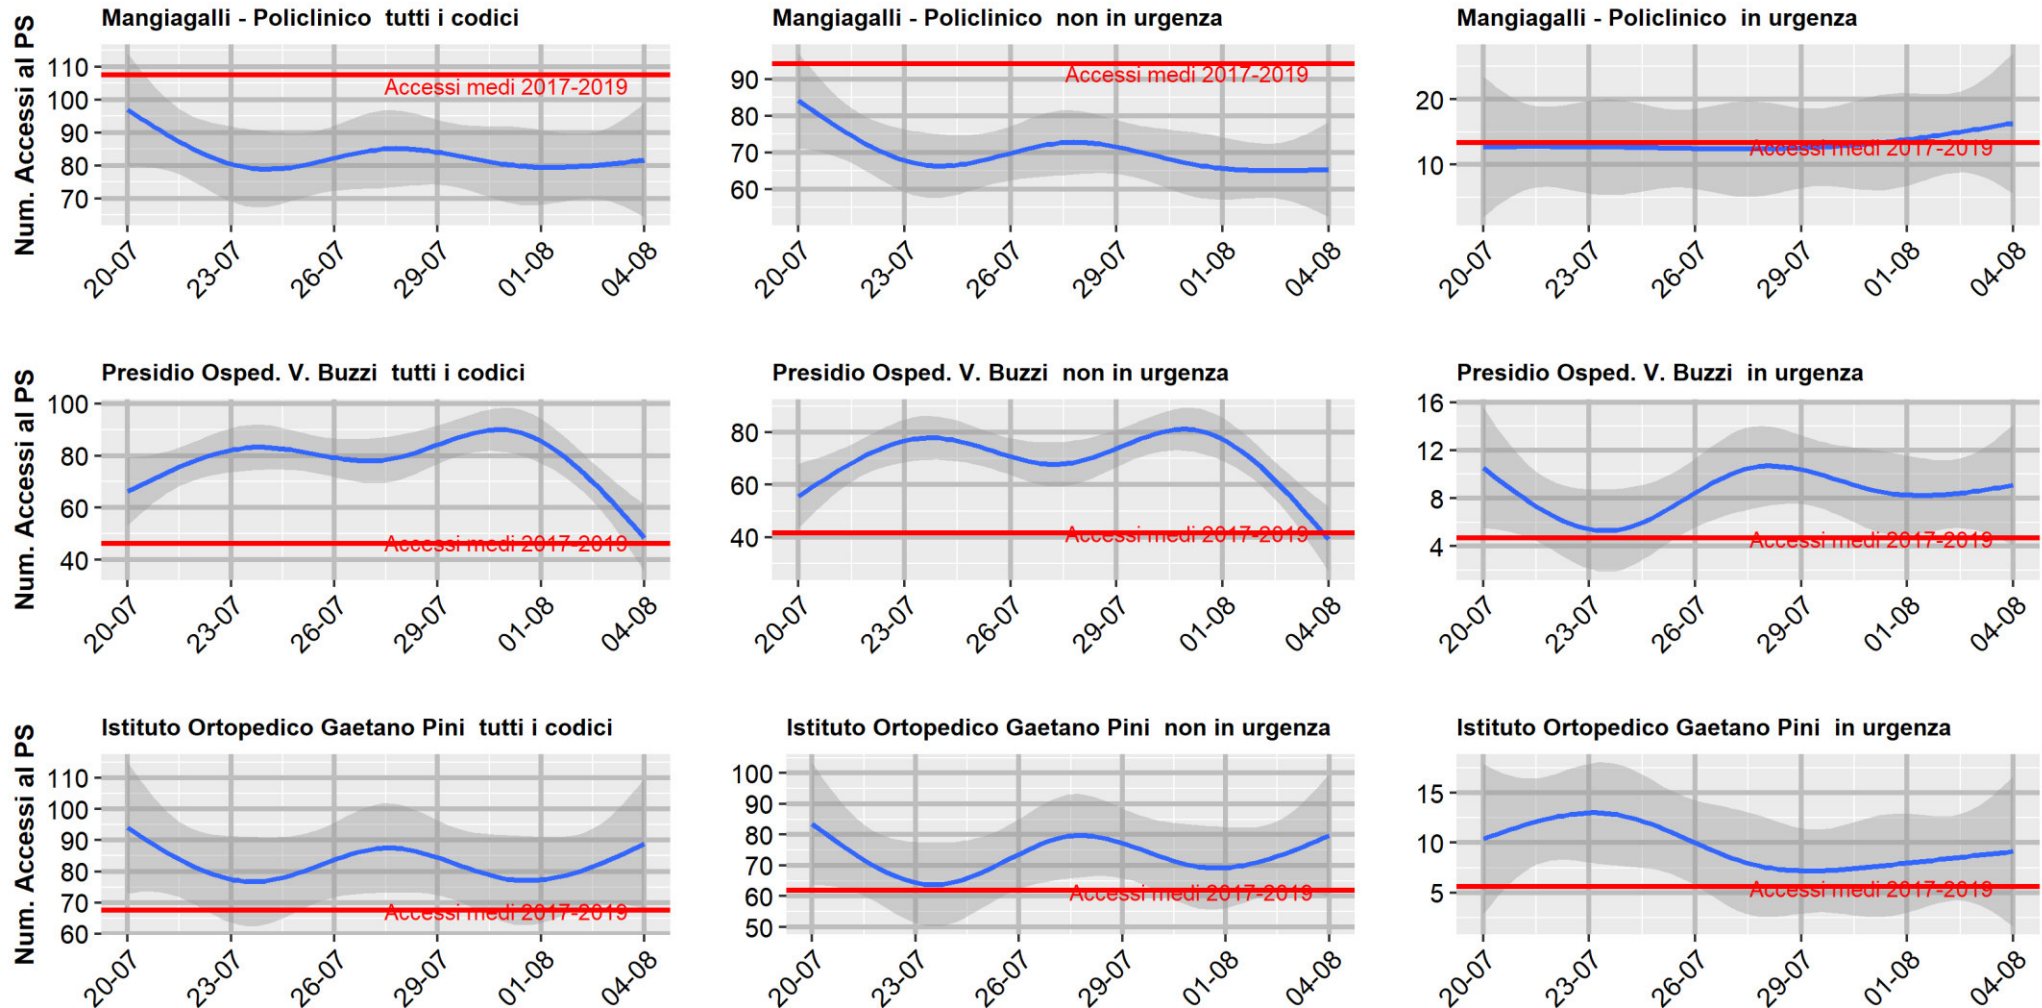 Mangiagalli - Policlinico  tutti i codici
Num. Accessi al PS
110
100
90
80
70
Accessi medi 2017-2019
20-07 23-07 26-07 29-07 01-08 04-08
Mangiagalli - Policlinico  non in urgenza
90
80
70
60
Accessi medi 2017-2019
20-07 23-07 26-07 29-07 01-08 04-08
Mangiagalli - Policlinico  in urgenza
20
10
Accessi medi 2017-2019
20-07 23-07 26-07 29-07 01-08 04-08
Presidio Osped. V. Buzzi  tutti i codici
Num. Accessi al PS
100
80
60
40
Accessi medi 2017-2019
20-07 23-07 26-07 29-07 01-08 04-08
Presidio Osped. V. Buzzi  non in urgenza
80
60
40
Accessi medi 2017-2019
20-07 23-07 26-07 29-07 01-08 04-08
Presidio Osped. V. Buzzi  in urgenza
16
12
8
4
Accessi medi 2017-2019
20-07 23-07 26-07 29-07 01-08 04-08
Istituto Ortopedico Gaetano Pini  tutti i codici
Num. Accessi al PS
110
100
90
80
70
60
Accessi medi 2017-2019
20-07 23-07 26-07 29-07 01-08 04-08
Istituto Ortopedico Gaetano Pini  non in urgenza
100
90
80
70
60
50
Accessi medi 2017-2019
20-07 23-07 26-07 29-07 01-08 04-08
Istituto Ortopedico Gaetano Pini  in urgenza
15
10
5
Accessi medi 2017-2019
20-07 23-07 26-07 29-07 01-08 04-08